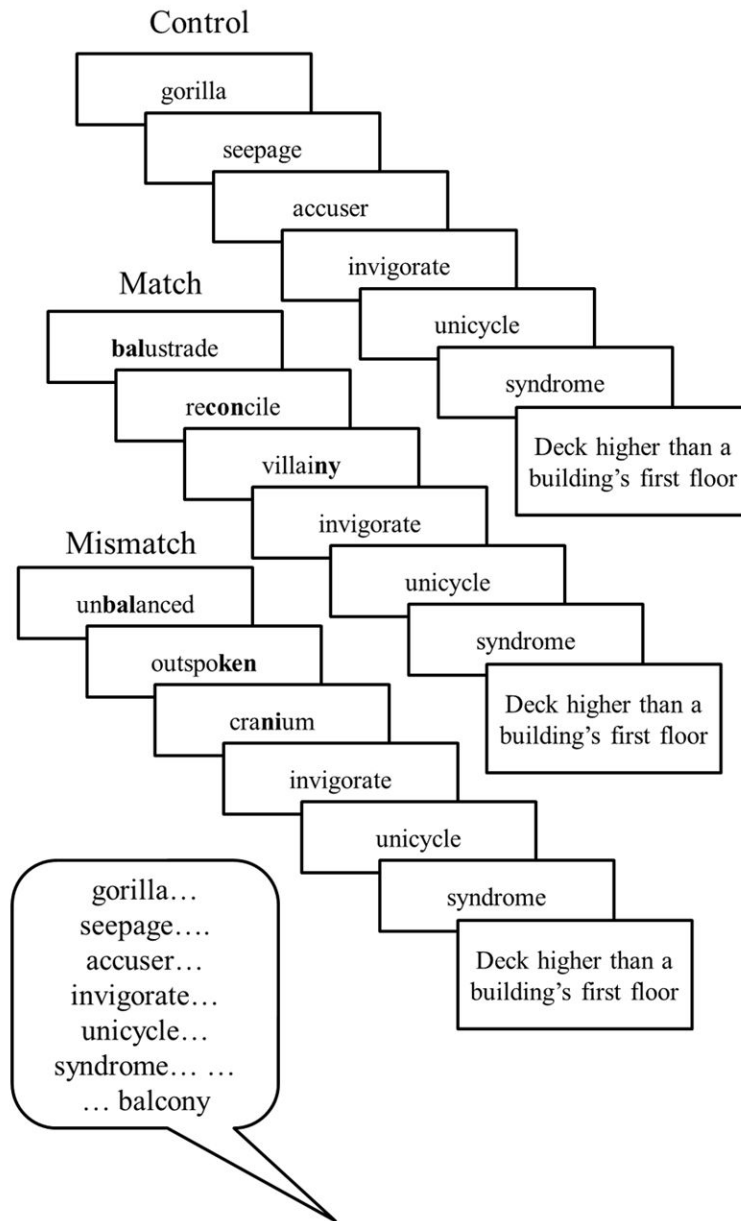 Control
gorilla
seepage
accuser
invigorate
unicycle
syndrome
Deck higher than a
building’s first floor
Match
balustrade
reconcile
villainy
invigorate
unicycle
syndrome
Deck higher than a
building’s first floor
Mismatch
unbalanced
outspoken
cranium
invigorate
unicycle
syndrome
Deck higher than a
building’s first floor
gorilla…
seepage….
accuser…
invigorate…
unicycle…
syndrome… …
… balcony